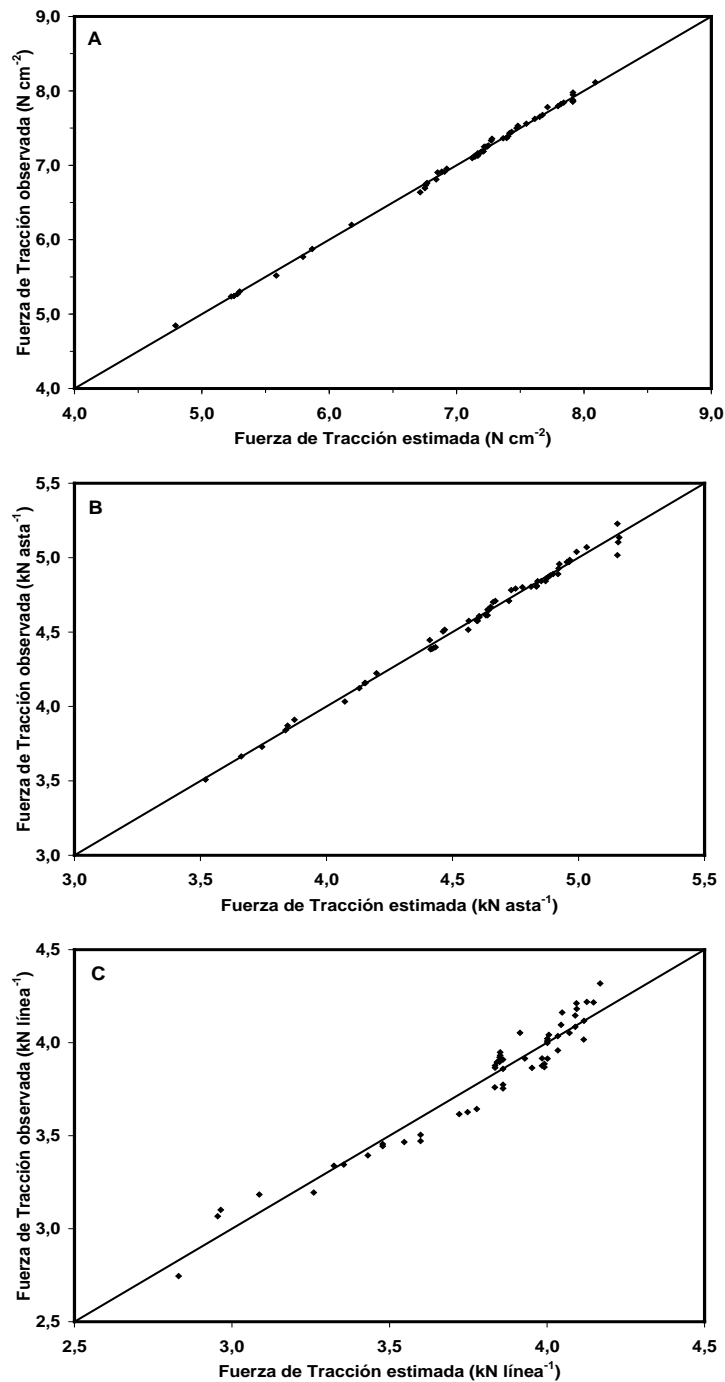 A
Fuerza de Tracción observada (N cm⁻²)
9,0
8,0
7,0
6,0
5,0
4,0
4,0 5,0 6,0 7,0 8,0 9,0
Fuerza de Tracción estimada (N cm⁻²)
B
Fuerza de Tracción observada (kN asta⁻¹)
5,5
5,0
4,5
4,0
3,5
3,0
3,0 3,5 4,0 4,5 5,0 5,5
Fuerza de Tracción estimada (kN asta⁻¹)
C
Fuerza de Tracción observada (kN línea⁻¹)
4,5
4,0
3,5
3,0
2,5
2,5 3,0 3,5 4,0 4,5
Fuerza de Tracción estimada (kN línea⁻¹)